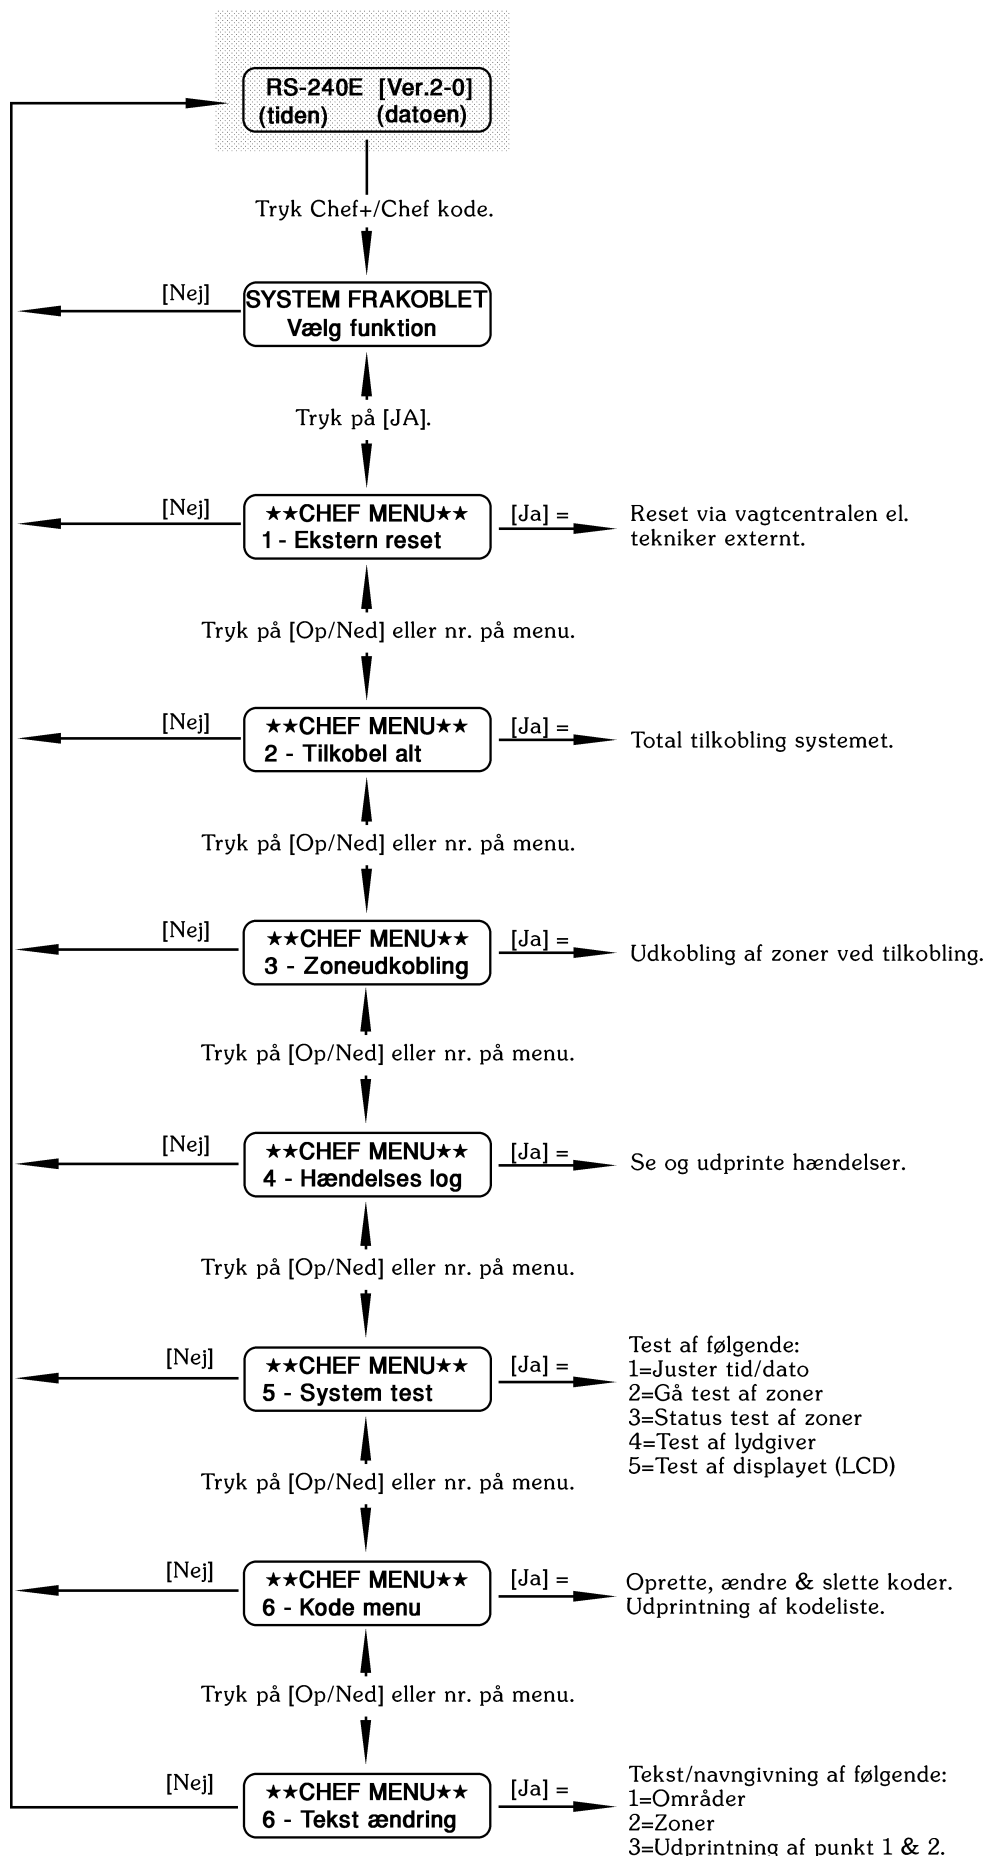 RS-240E [Ver.2-0]
(tiden) (datoen)
Tryk Chef+/Chef kode.
[Nej]
SYSTEM FRAKOBLET
Vælg funktion
Tryk på [JA].
[Nej]
★★CHEF MENU★★
1 - Ekstern reset
[Ja] =
Reset via vagtcentralen el.
tekniker externt.
Tryk på [Op/Ned] eller nr. på menu.
[Nej]
★★CHEF MENU★★
2 - Tilkobel alt
[Ja] =
Total tilkobling systemet.
Tryk på [Op/Ned] eller nr. på menu.
[Nej]
★★CHEF MENU★★
3 - Zoneudkobling
[Ja] =
Udkobling af zoner ved tilkobling.
Tryk på [Op/Ned] eller nr. på menu.
[Nej]
★★CHEF MENU★★
4 - Hændelses log
[Ja] =
Se og udprinte hændelser.
Tryk på [Op/Ned] eller nr. på menu.
[Nej]
★★CHEF MENU★★
5 - System test
[Ja] =
Test af følgende:
1=Juster tid/dato
2=Gå test af zoner
3=Status test af zoner
4=Test af lydgiver
5=Test af displayet (LCD)
Tryk på [Op/Ned] eller nr. på menu.
[Nej]
★★CHEF MENU★★
6 - Kode menu
[Ja] =
Oprette, ændre & slette koder.
Udprintning af kodeliste.
Tryk på [Op/Ned] eller nr. på menu.
[Nej]
★★CHEF MENU★★
6 - Tekst ændring
[Ja] =
Tekst/navngivning af følgende:
1=Områder
2=Zoner
3=Udprintning af punkt 1 & 2.